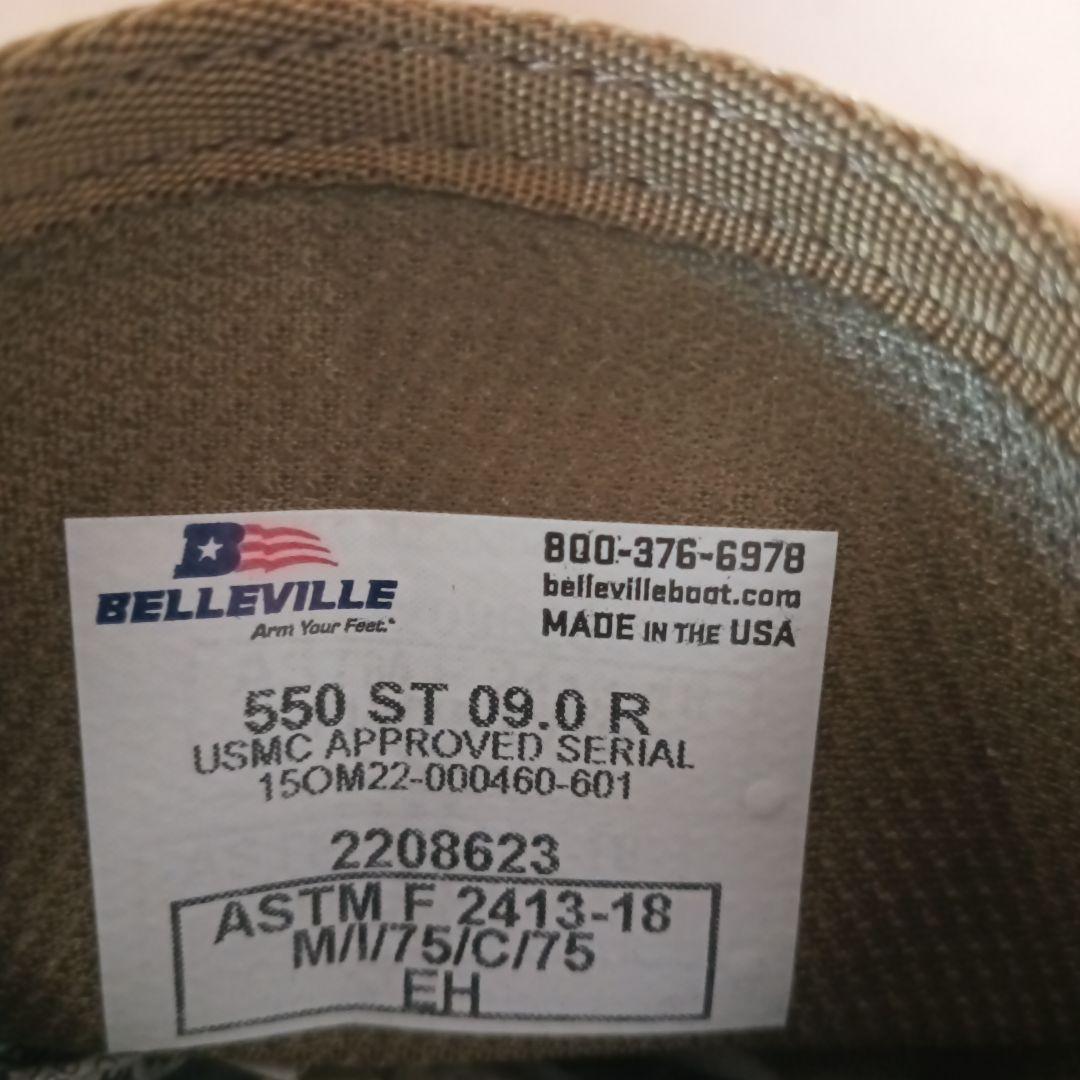 B
BELLEVILLE
Arm Your Feet.®
800-376-6978
bellevilleboot.com
MADE IN THE USA
550 ST 09.0 R
USMC APPROVED SERIAL
15OM22-000460-601
2208623
ASTM F 2413-18
M/I/75/C/75
EH